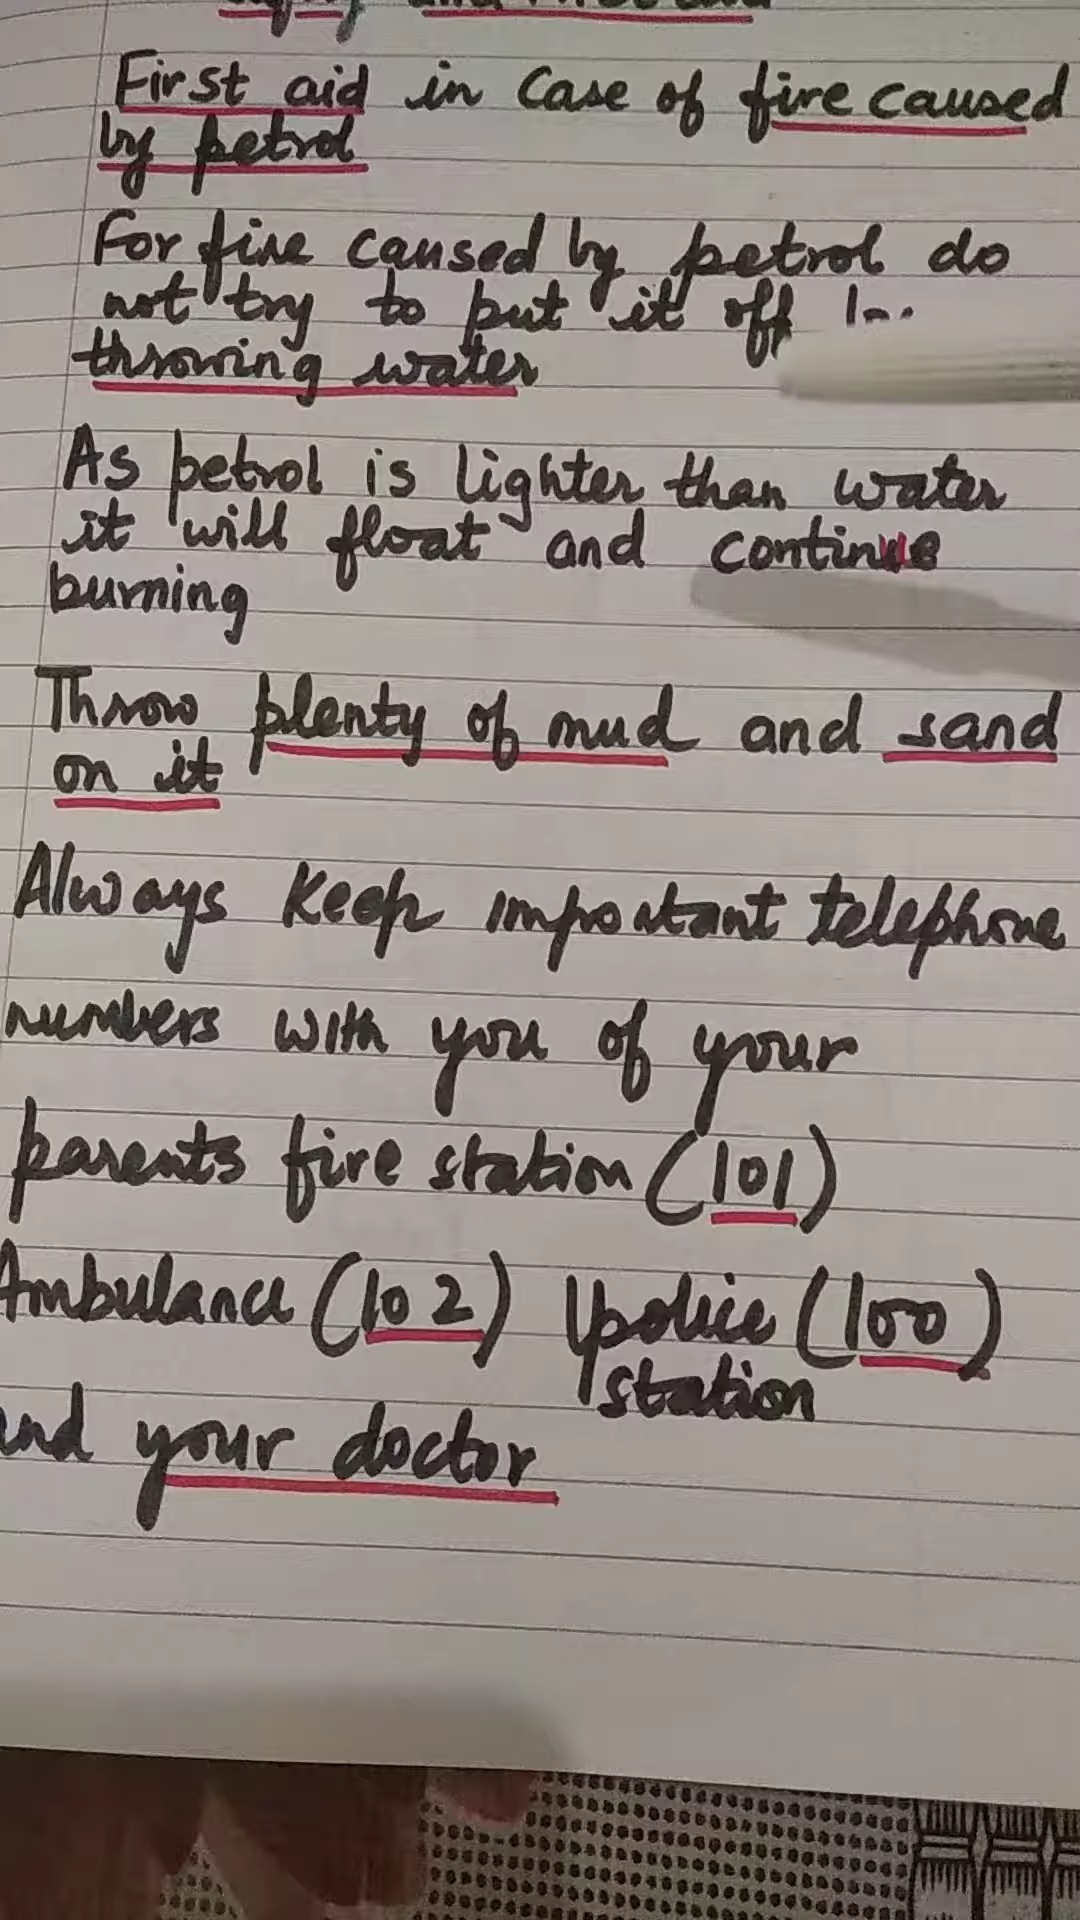 First aid in case of fire caused
by petrol
For fire caused by petrol do
not try to put it off
throwing water
As petrol is lighter than water
it will float and continue
burning
Throw plenty of mud and sand
on it
Always keep important telephone
numbers with you of your
parents fire station (101)
Ambulance (102) police (100)
station
and your doctor